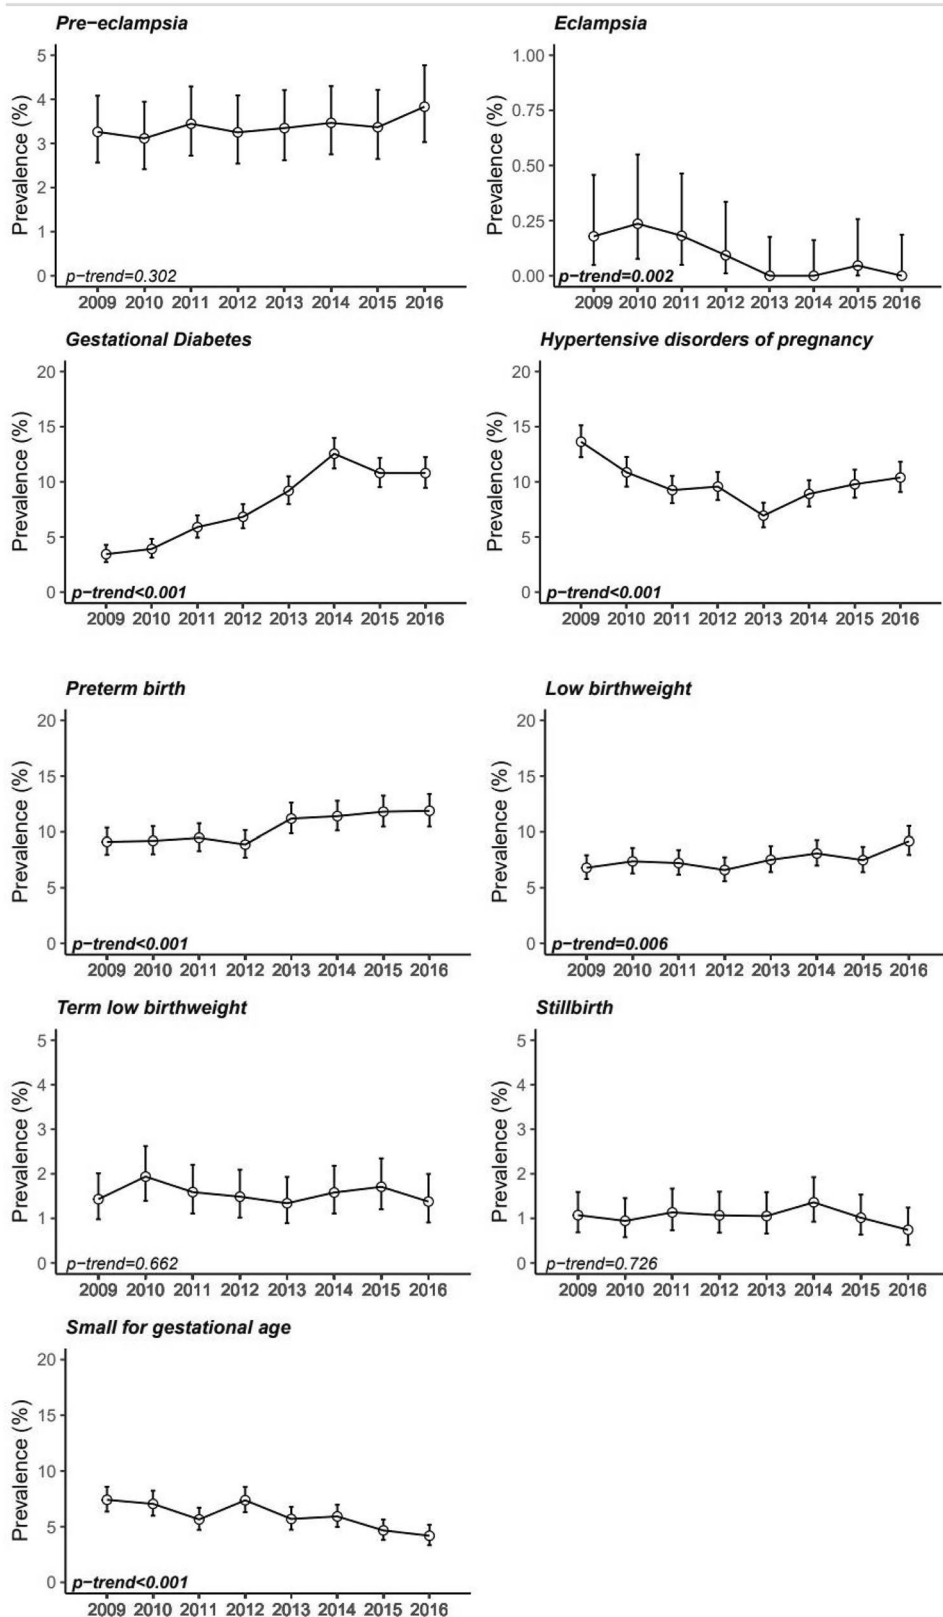 Pre−eclampsia
Prevalence (%)
5
4
3
2
1
0
p−trend=0.302
2009 2010 2011 2012 2013 2014 2015 2016
Eclampsia
Prevalence (%)
1.00
0.75
0.50
0.25
0.00
p−trend=0.002
2009 2010 2011 2012 2013 2014 2015 2016
Gestational Diabetes
Prevalence (%)
20
15
10
5
0
p−trend<0.001
2009 2010 2011 2012 2013 2014 2015 2016
Hypertensive disorders of pregnancy
Prevalence (%)
20
15
10
5
0
p−trend<0.001
2009 2010 2011 2012 2013 2014 2015 2016
Preterm birth
Prevalence (%)
20
15
10
5
0
p−trend<0.001
2009 2010 2011 2012 2013 2014 2015 2016
Low birthweight
Prevalence (%)
20
15
10
5
0
p−trend=0.006
2009 2010 2011 2012 2013 2014 2015 2016
Term low birthweight
Prevalence (%)
5
4
3
2
1
0
p−trend=0.662
2009 2010 2011 2012 2013 2014 2015 2016
Stillbirth
Prevalence (%)
5
4
3
2
1
0
p−trend=0.726
2009 2010 2011 2012 2013 2014 2015 2016
Small for gestational age
Prevalence (%)
20
15
10
5
0
p−trend<0.001
2009 2010 2011 2012 2013 2014 2015 2016